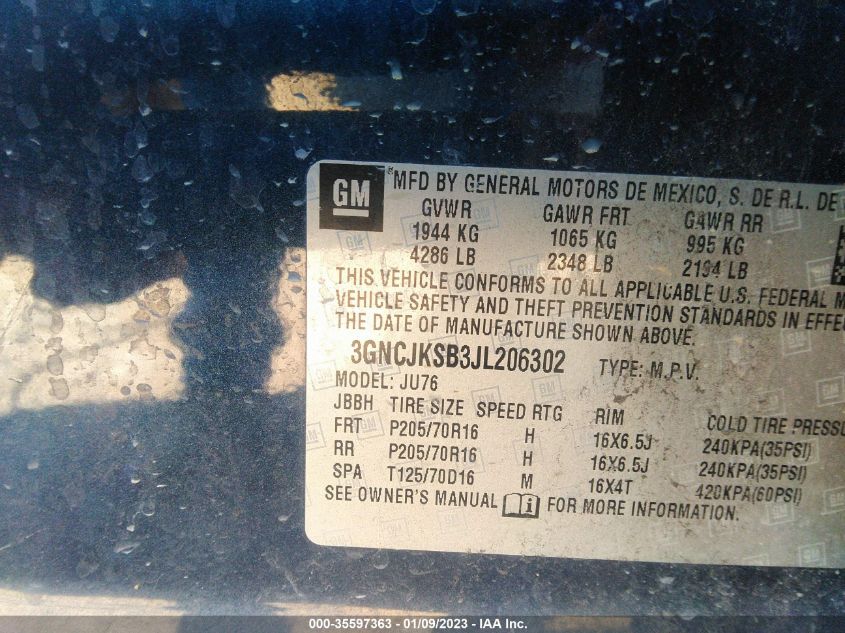 GM
®MFD BY GENERAL MOTORS DE MEXICO, S. DE R.L. DE
GVWR GAWR FRT GAWR RR
1944 KG 1065 KG 995 KG
4286 LB 2348 LB 2194 LB
THIS VEHICLE CONFORMS TO ALL APPLICABLE U.S. FEDERAL M
VEHICLE SAFETY AND THEFT PREVENTION STANDARDS IN EFFE
THE DATE OF MANUFACTURE SHOWN ABOVE.
3GNCJKSB3JL206302 TYPE: M.P.V.
MODEL: JU76
JBBH TIRE SIZE SPEED RTG RIM COLD TIRE PRESSU
FRT P205/70R16 H 16X6.5J 240KPA(35PSI)
RR P205/70R16 H 16X6.5J 240KPA(35PSI)
SPA T125/70D16 M 16X4T 420KPA(60PSI)
SEE OWNER'S MANUAL FOR MORE INFORMATION.
000-35597363 - 01/09/2023 - IAA Inc.